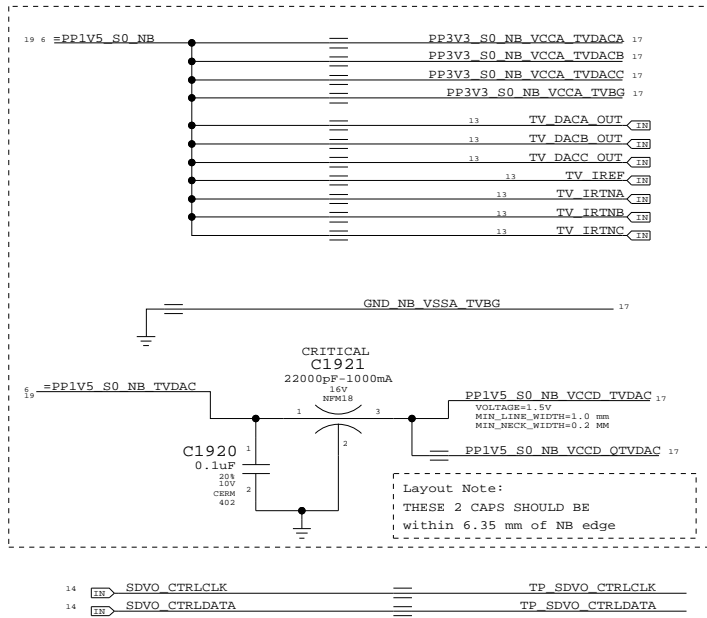 19 6 =PP1V5_S0_NB PP3V3_S0_NB_VCCA_TVDACA 17
PP3V3_S0_NB_VCCA_TVDACB 17
PP3V3_S0_NB_VCCA_TVDACC 17
PP3V3_S0_NB_VCCA_TVBG 17
13 TV_DACA_OUT IN
13 TV_DACB_OUT IN
13 TV_DACC_OUT IN
13 TV_IREF IN
13 TV_IRTNA IN
13 TV_IRTNB IN
13 TV_IRTNC IN
GND_NB_VSSA_TVBG 17
CRITICAL
C1921
22000pF-1000mA
16V
NFM18
6 19 =PP1V5_S0_NB_TVDAC
1 3
2
PP1V5_S0_NB_VCCD_TVDAC 17
VOLTAGE=1.5V
MIN_LINE_WIDTH=1.0 mm
MIN_NECK_WIDTH=0.2 MM
PP1V5_S0_NB_VCCD_QTVDAC 17
C1920 1
0.1uF
20%
10V 2
CERM
402
Layout Note:
THESE 2 CAPS SHOULD BE
within 6.35 mm of NB edge
14 IN SDVO_CTRLCLK TP_SDVO_CTRLCLK
14 IN SDVO_CTRLDATA TP_SDVO_CTRLDATA